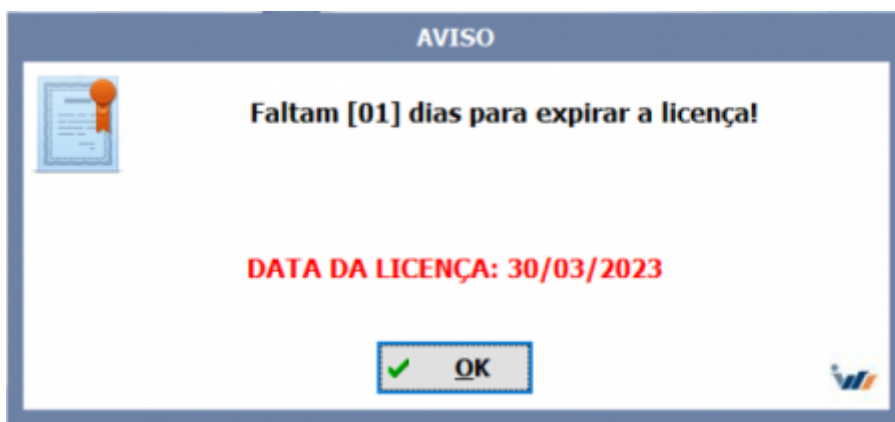 AVISO
Faltam [01] dias para expirar a licença!
DATA DA LICENÇA: 30/03/2023
OK